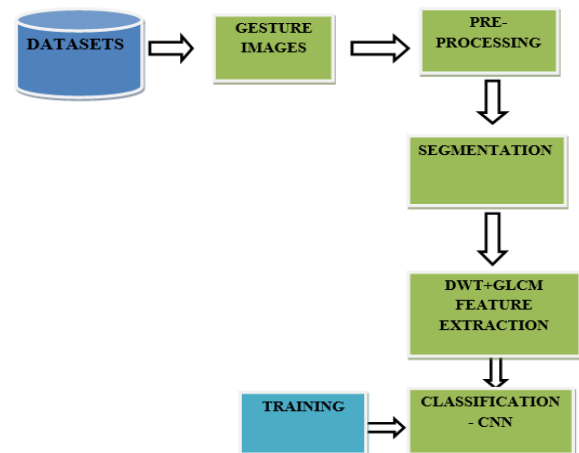 DATASETS
GESTURE
IMAGES
PRE-
PROCESSING
SEGMENTATION
DWT+GLCM
FEATURE
EXTRACTION
TRAINING
CLASSIFICATION
- CNN